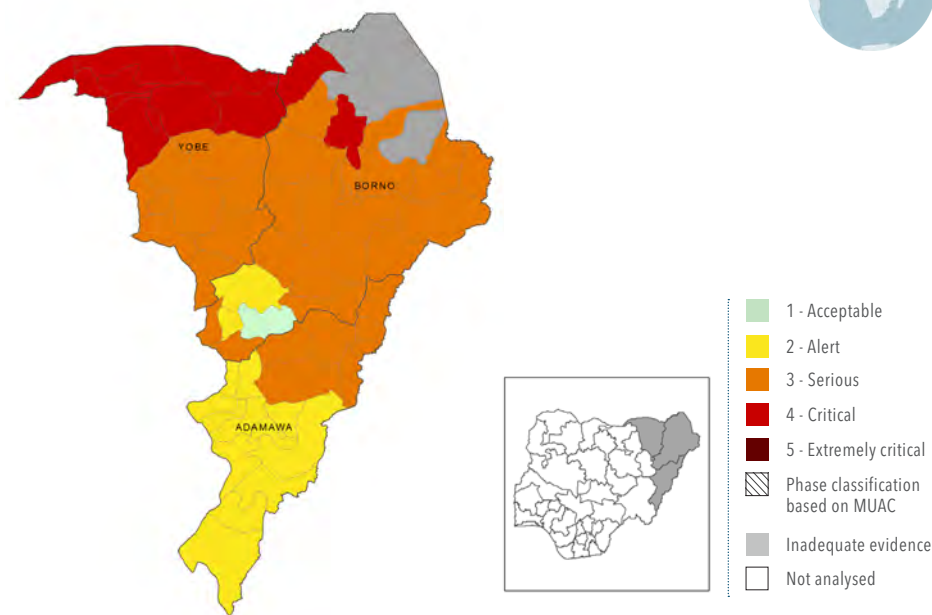 YOBE
BORNO
ADAMAWA
1 - Acceptable
2 - Alert
3 - Serious
4 - Critical
5 - Extremely critical
Phase classification
based on MUAC
Inadequate evidence
Not analysed